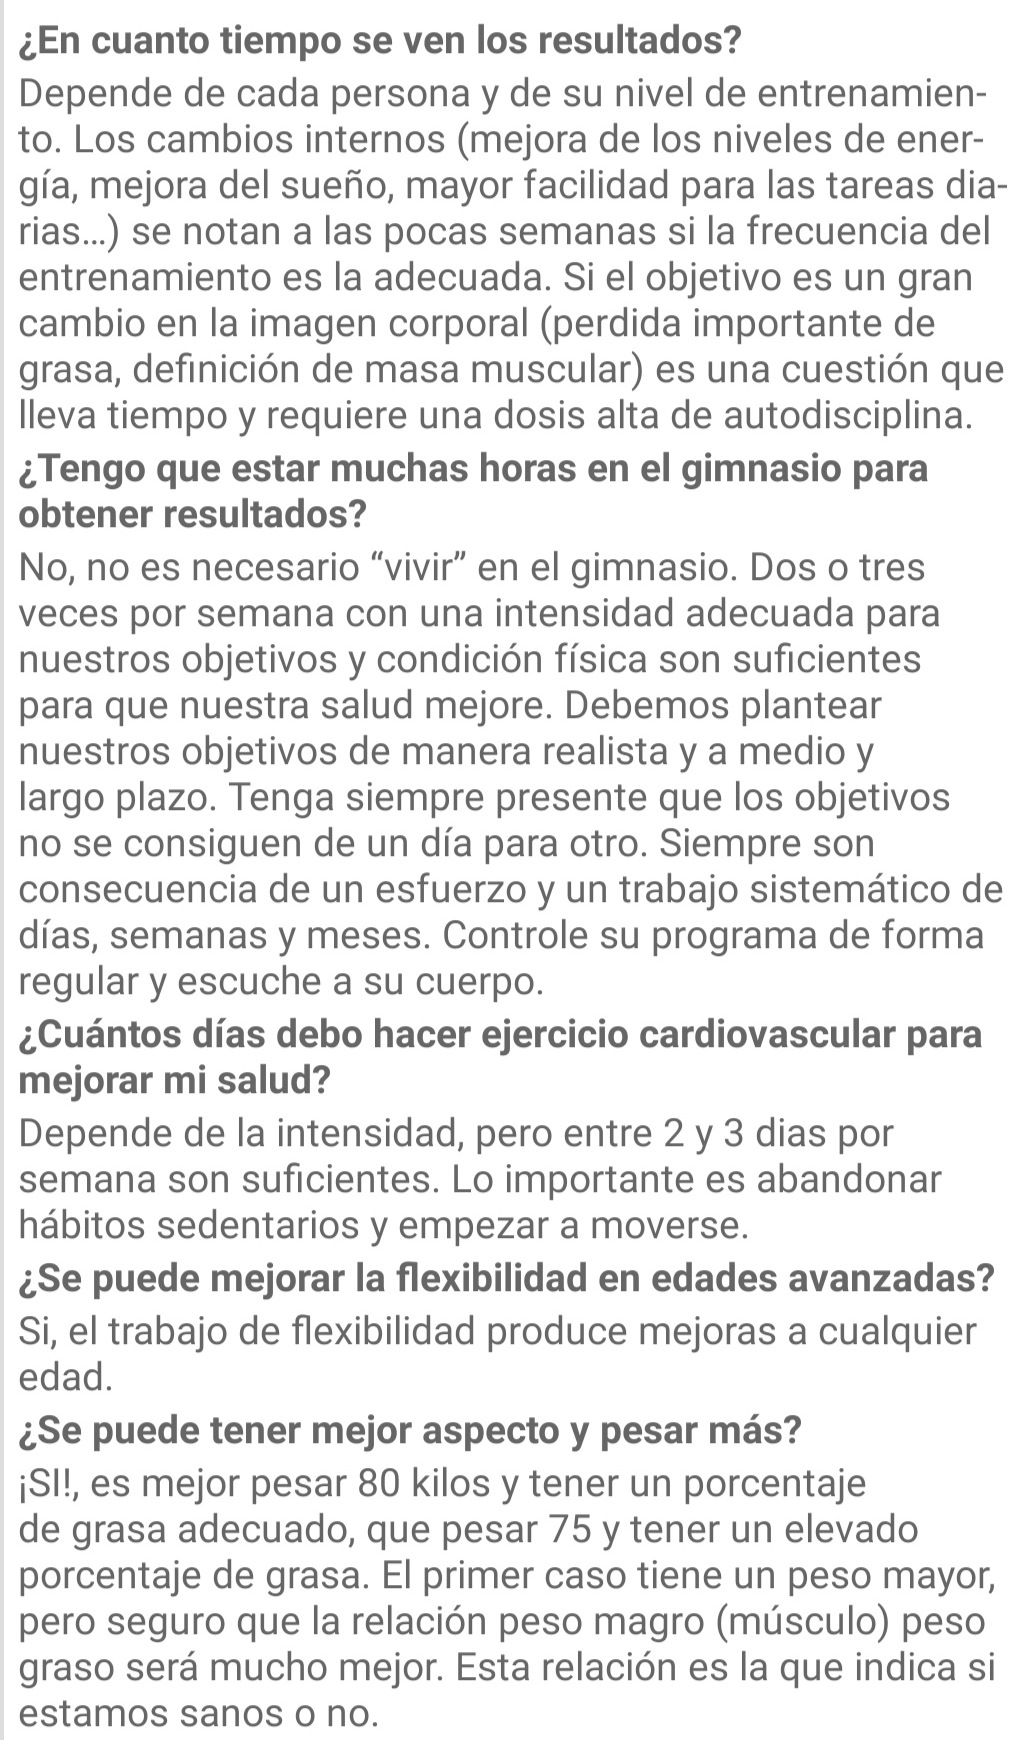 ¿En cuanto tiempo se ven los resultados?
Depende de cada persona y de su nivel de entrenamien-
to. Los cambios internos (mejora de los niveles de ener-
gía, mejora del sueño, mayor facilidad para las tareas dia-
rias...) se notan a las pocas semanas si la frecuencia del
entrenamiento es la adecuada. Si el objetivo es un gran
cambio en la imagen corporal (perdida importante de
grasa, definición de masa muscular) es una cuestión que
lleva tiempo y requiere una dosis alta de autodisciplina.
¿Tengo que estar muchas horas en el gimnasio para
obtener resultados?
No, no es necesario “vivir” en el gimnasio. Dos o tres
veces por semana con una intensidad adecuada para
nuestros objetivos y condición física son suficientes
para que nuestra salud mejore. Debemos plantear
nuestros objetivos de manera realista y a medio y
largo plazo. Tenga siempre presente que los objetivos
no se consiguen de un día para otro. Siempre son
consecuencia de un esfuerzo y un trabajo sistemático de
días, semanas y meses. Controle su programa de forma
regular y escuche a su cuerpo.
¿Cuántos días debo hacer ejercicio cardiovascular para
mejorar mi salud?
Depende de la intensidad, pero entre 2 y 3 dias por
semana son suficientes. Lo importante es abandonar
hábitos sedentarios y empezar a moverse.
¿Se puede mejorar la flexibilidad en edades avanzadas?
Si, el trabajo de flexibilidad produce mejoras a cualquier
edad.
¿Se puede tener mejor aspecto y pesar más?
¡SI!, es mejor pesar 80 kilos y tener un porcentaje
de grasa adecuado, que pesar 75 y tener un elevado
porcentaje de grasa. El primer caso tiene un peso mayor,
pero seguro que la relación peso magro (músculo) peso
graso será mucho mejor. Esta relación es la que indica si
estamos sanos o no.